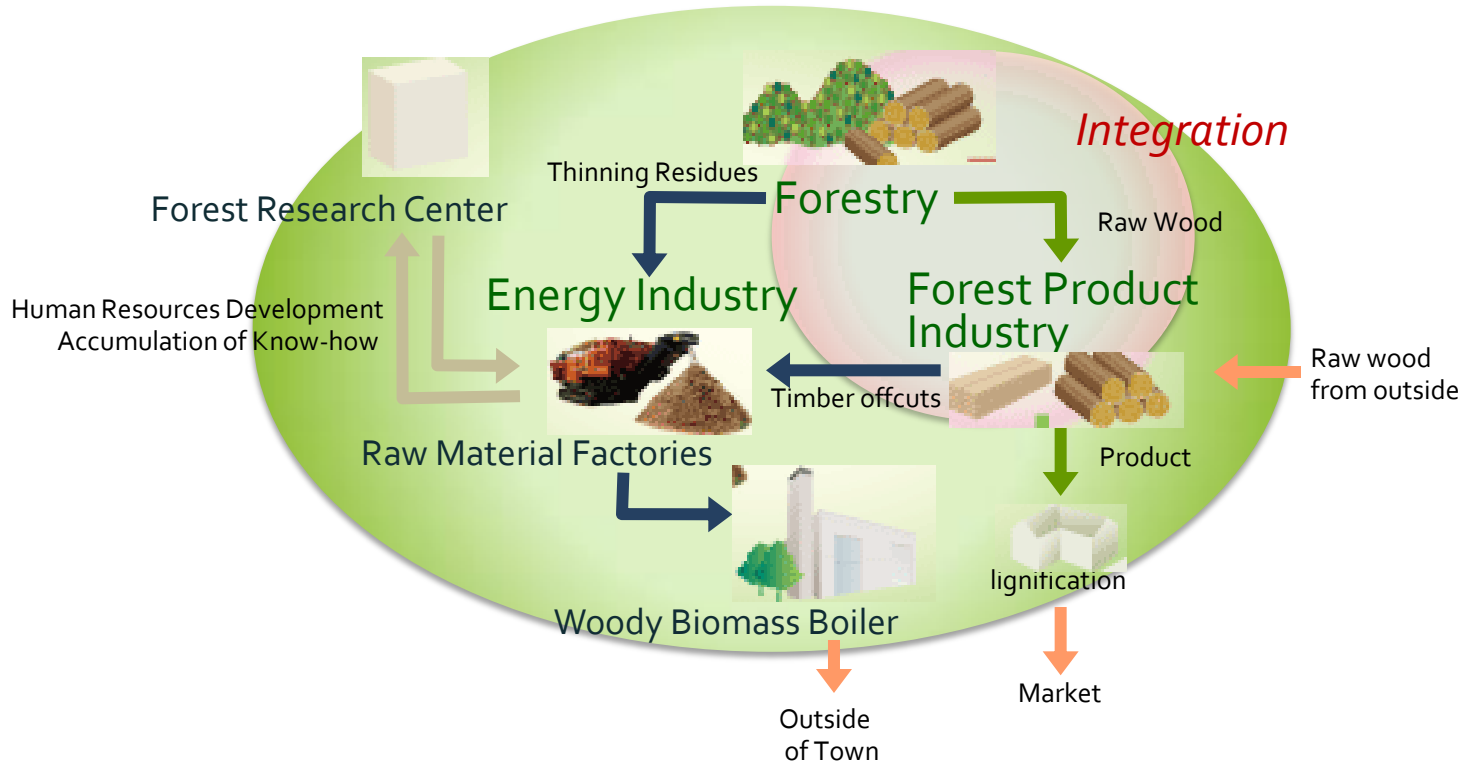 Integration
Thinning Residues
Forestry
Forest Research Center
Raw Wood
Energy Industry
Forest Product
Industry
Human Resources Development
Accumulation of Know-how
Raw wood
from outside
Timber offcuts
Raw Material Factories
Product
lignification
Woody Biomass Boiler
Market
Outside
of Town